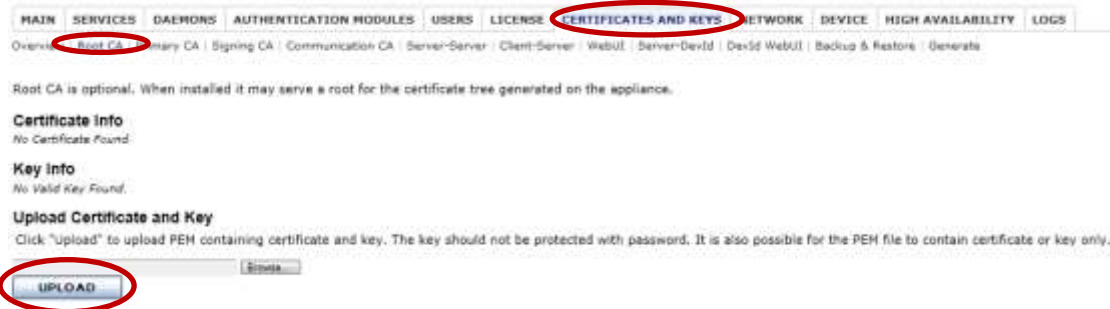 MAIN SERVICES DAEMONS AUTHENTICATION MODULES USERS LICENSE CERTIFICATES AND KEYS NETWORK DEVICE HIGH AVAILABILITY LOGS
Overview | Root CA | Primary CA | Signing CA | Communication CA | Server-Server | Client-Server | WebUI | Server-DevId | DevId WebUI | Backup & Restore | Generate
Root CA is optional. When installed it may serve a root for the certificate tree generated on the appliance.
Certificate Info
No Certificate Found
Key Info
No Valid Key Found.
Upload Certificate and Key
Click "Upload" to upload PEM containing certificate and key. The key should not be protected with password. It is also possible for the PEM file to contain certificate or key only.
Browse...
UPLOAD